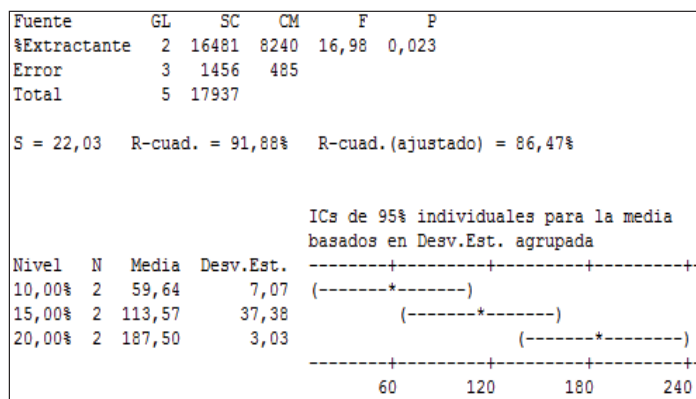 Fuente GL SC CM F P
%Extractante 2 16481 8240 16,98 0,023
Error 3 1456 485
Total 5 17937
S = 22,03 R-cuad. = 91,88% R-cuad.(ajustado) = 86,47%
ICs de 95% individuales para la media
basados en Desv.Est. agrupada
Nivel N Media Desv.Est. --------+---------+---------+---------+-
10,00% 2 59,64 7,07 (-------*-------)
15,00% 2 113,57 37,38 (-------*-------)
20,00% 2 187,50 3,03 (-------*--------)
--------+---------+---------+---------+-
60 120 180 240